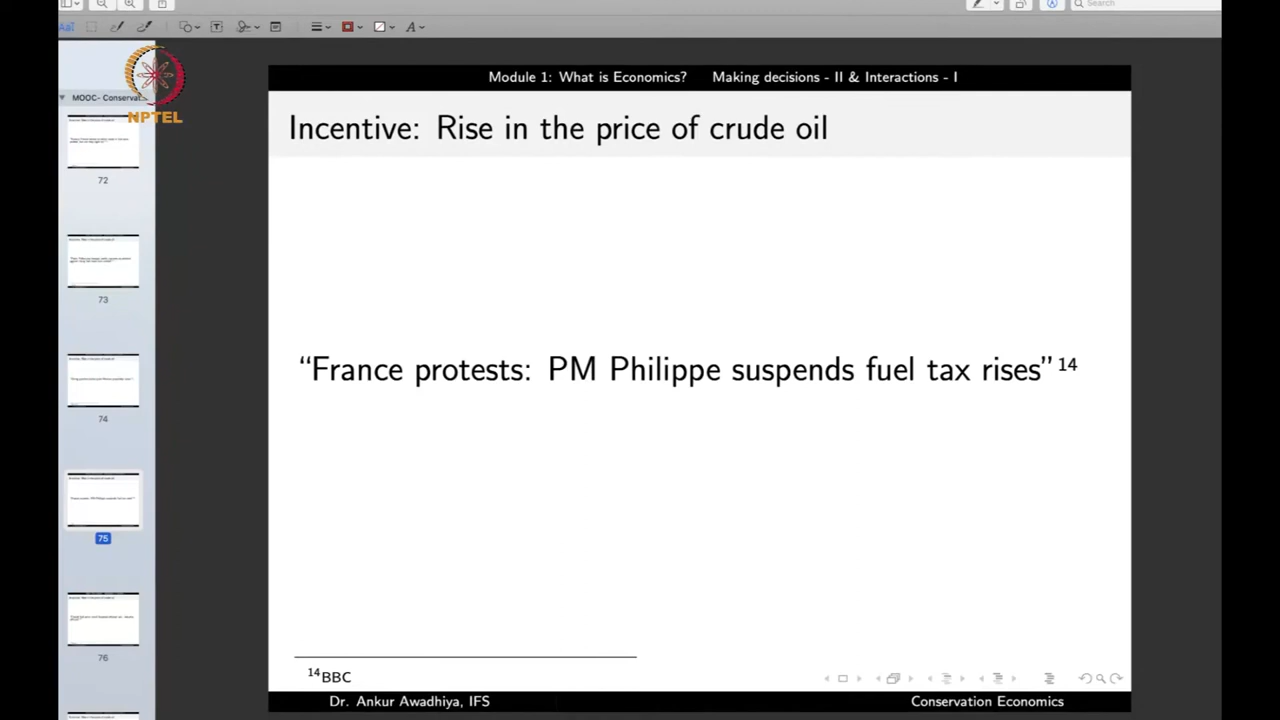 Search
NPTEL
MOOC- Conservat...
72
73
74
75
76
Module 1: What is Economics? Making decisions - II & Interactions - I
Incentive: Rise in the price of crude oil
“France protests: PM Philippe suspends fuel tax rises”14
14BBC
Dr. Ankur Awadhiya, IFS Conservation Economics